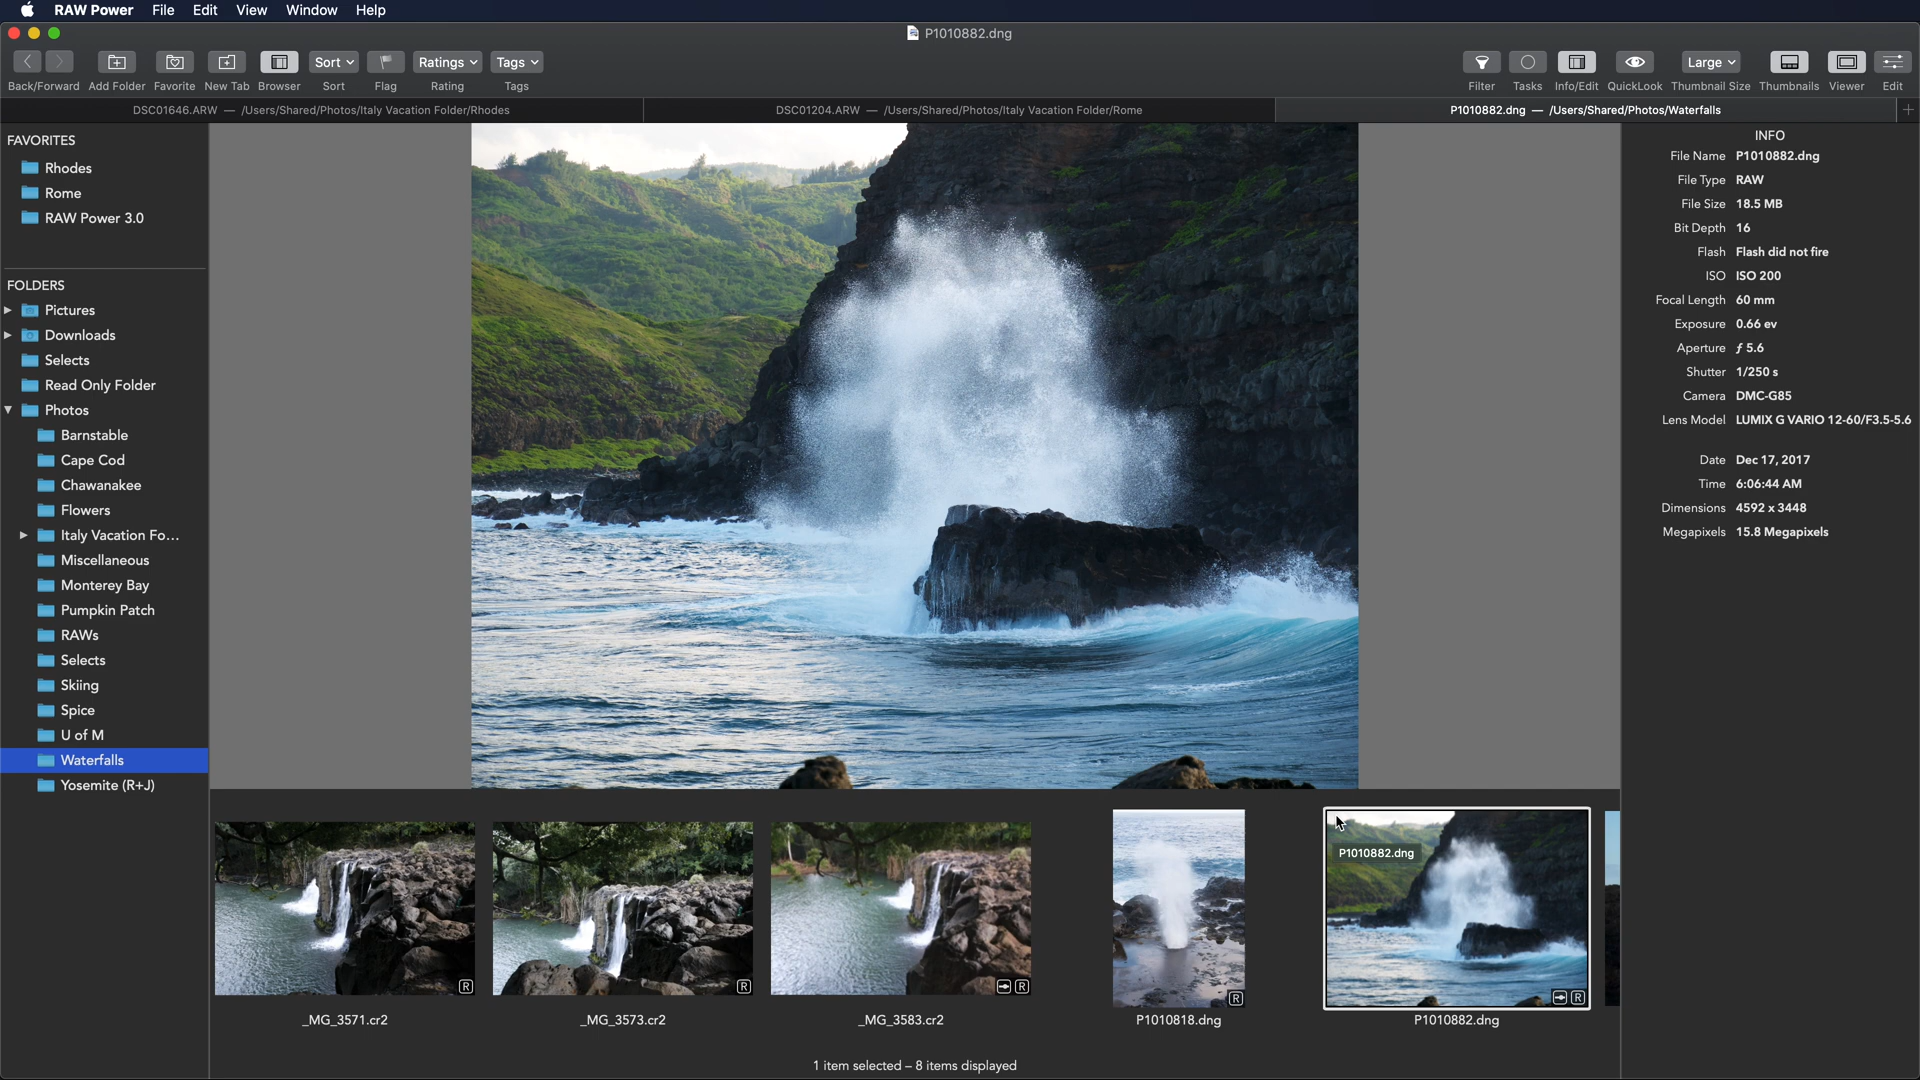 RAW Power File Edit View Window Help
P1010882.dng
Sort Ratings Tags Large
Back/Forward Add Folder Favorite New Tab Browser Sort Flag Rating Tags Filter Tasks Info/Edit QuickLook Thumbnail Size Thumbnails Viewer Edit
DSC01646.ARW — /Users/Shared/Photos/Italy Vacation Folder/Rhodes
DSC01204.ARW — /Users/Shared/Photos/Italy Vacation Folder/Rome
P1010882.dng — /Users/Shared/Photos/Waterfalls
FAVORITES
Rhodes
Rome
RAW Power 3.0
FOLDERS
Pictures
Downloads
Selects
Read Only Folder
Photos
Barnstable
Cape Cod
Chawanakee
Flowers
Italy Vacation Fo...
Miscellaneous
Monterey Bay
Pumpkin Patch
RAWs
Selects
Skiing
Spice
U of M
Waterfalls
Yosemite (R+J)
INFO
File Name P1010882.dng
File Type RAW
File Size 18.5 MB
Bit Depth 16
Flash Flash did not fire
ISO ISO 200
Focal Length 60 mm
Exposure 0.66 ev
Aperture ƒ 5.6
Shutter 1/250 s
Camera DMC-G85
Lens Model LUMIX G VARIO 12-60/F3.5-5.6
Date Dec 17, 2017
Time 6:06:44 AM
Dimensions 4592 x 3448
Megapixels 15.8 Megapixels
P1010882.dng
R
R
R
R
R
_MG_3571.cr2
_MG_3573.cr2
_MG_3583.cr2
P1010818.dng
P1010882.dng
1 item selected – 8 items displayed